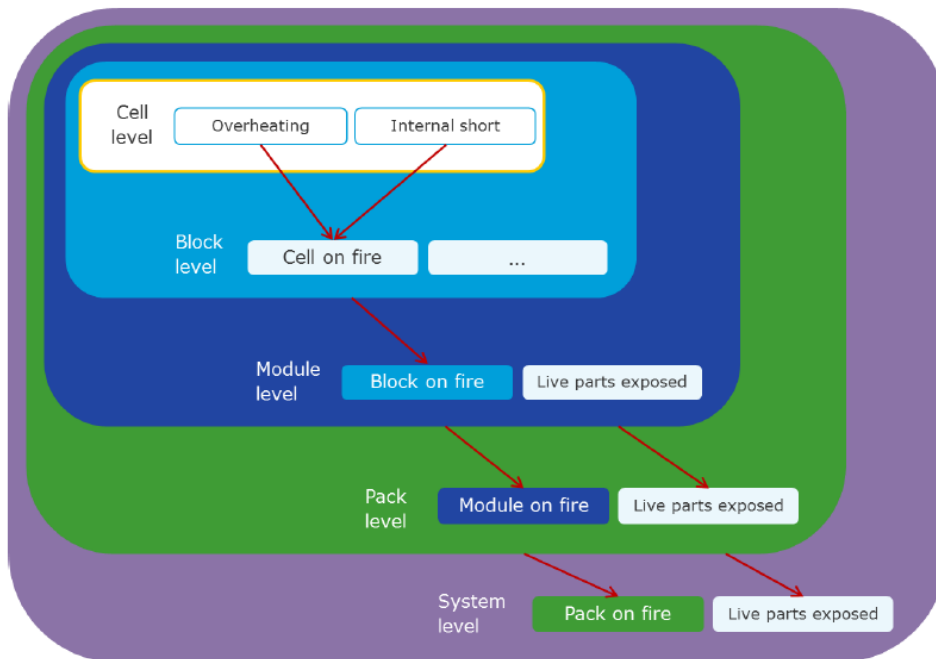 Cell
level
Overheating
Internal short
Block
level
Cell on fire
...
Module
level
Block on fire
Live parts exposed
Pack
level
Module on fire
Live parts exposed
System
level
Pack on fire
Live parts exposed